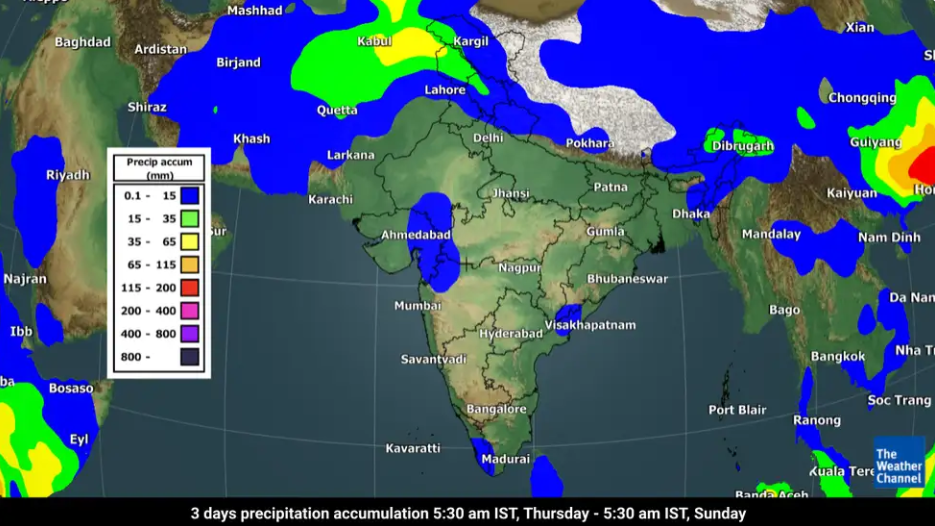 Mashhad
Xian
Baghdad
Ardistan
Kabul
Kargil
Birjand
Lahore
Chongqing
Shiraz
Quetta
Khash
Delhi
Pokhara
Dibrugarh
Guiyang
Larkana
Precip accum
(mm)
Riyadh
0.1 - 15
15 - 35
35 - 65
65 - 115
115 - 200
200 - 400
400 - 800
800 -
Karachi
Jhansi
Patna
Kaiyuan
Dhaka
Ahmedabad
Gumla
Mandalay
Nam Dinh
Nagpur
Bhubaneswar
Najran
Mumbai
Bago
Da Nan
Ibb
Hyderabad
Visakhapatnam
Savantvadi
Bangkok
Nha Tr
Bosaso
Soc Trang
Bangalore
Port Blair
Ranong
Eyl
Kavaratti
Madurai
Kuala Tere
The
Weather
Channel
Banda Aceh
3 days precipitation accumulation 5:30 am IST, Thursday - 5:30 am IST, Sunday